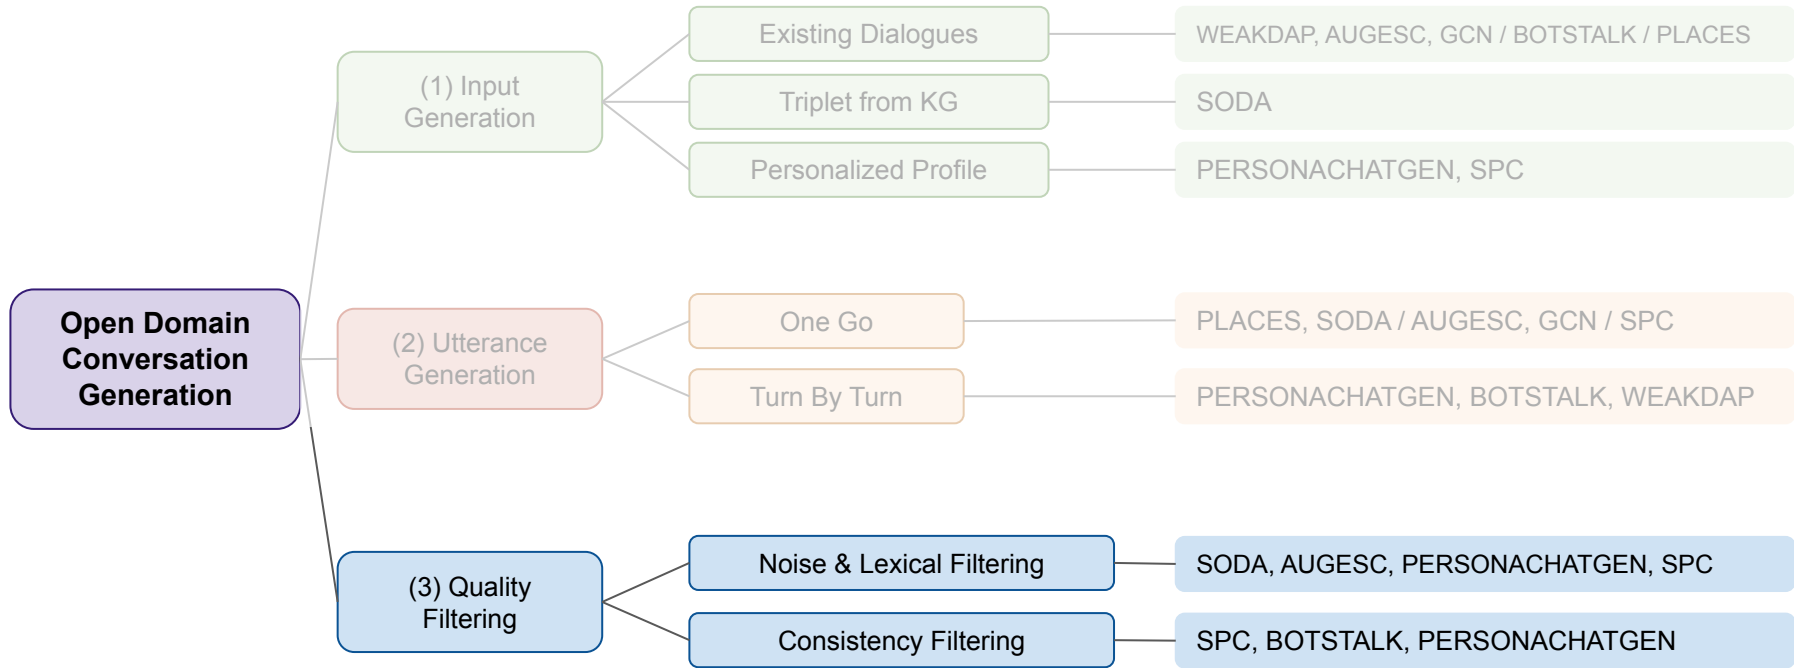 Open Domain
Conversation
Generation
(1) Input
Generation
Existing Dialogues
WEAKDAP, AUGESC, GCN / BOTSTALK / PLACES
Triplet from KG
SODA
Personalized Profile
PERSONACHATGEN, SPC
(2) Utterance
Generation
One Go
PLACES, SODA / AUGESC, GCN / SPC
Turn By Turn
PERSONACHATGEN, BOTSTALK, WEAKDAP
(3) Quality
Filtering
Noise & Lexical Filtering
SODA, AUGESC, PERSONACHATGEN, SPC
Consistency Filtering
SPC, BOTSTALK, PERSONACHATGEN